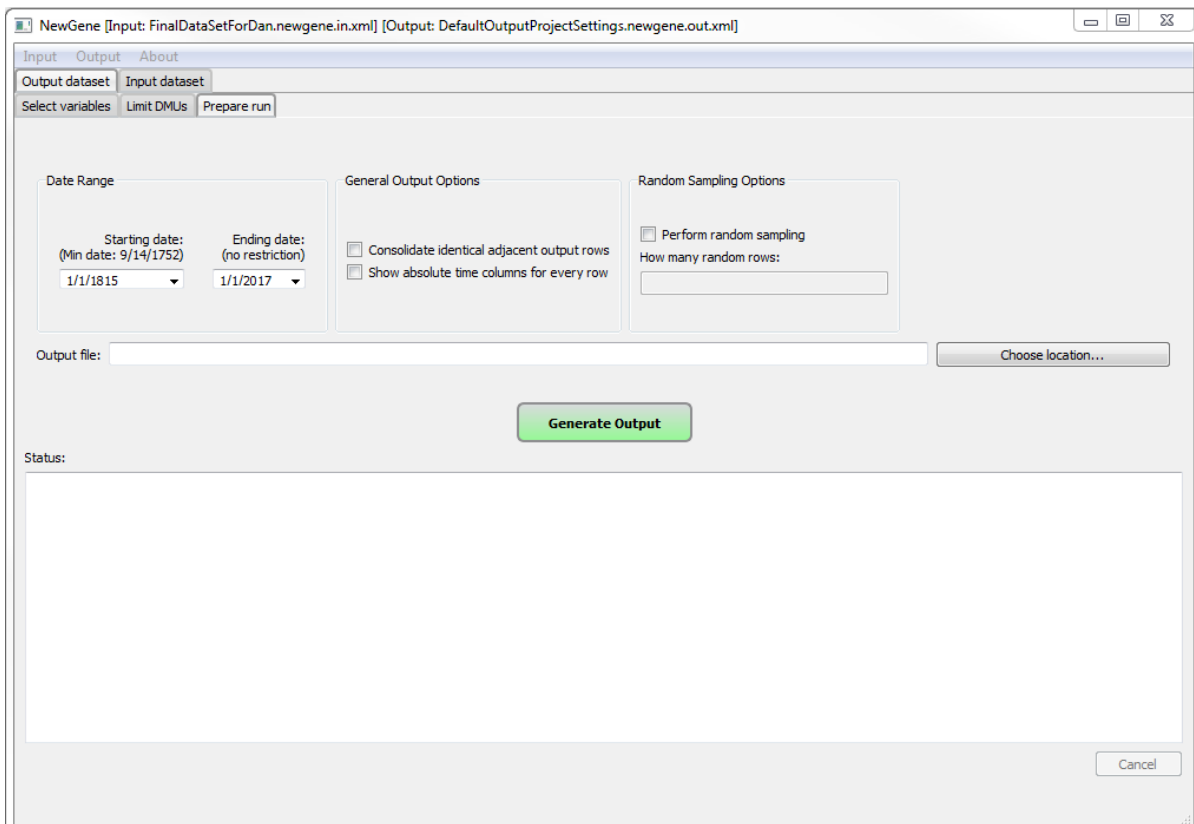 NewGene [Input: FinalDataSetForDan.newgene.in.xml] [Output: DefaultOutputProjectSettings.newgene.out.xml]
Input Output About
Output dataset Input dataset
Select variables Limit DMUs Prepare run
Date Range
Starting date:
(Min date: 9/14/1752)
1/1/1815
Ending date:
(no restriction)
1/1/2017
General Output Options
Consolidate identical adjacent output rows
Show absolute time columns for every row
Random Sampling Options
Perform random sampling
How many random rows:
Output file:
Choose location...
Generate Output
Status:
Cancel